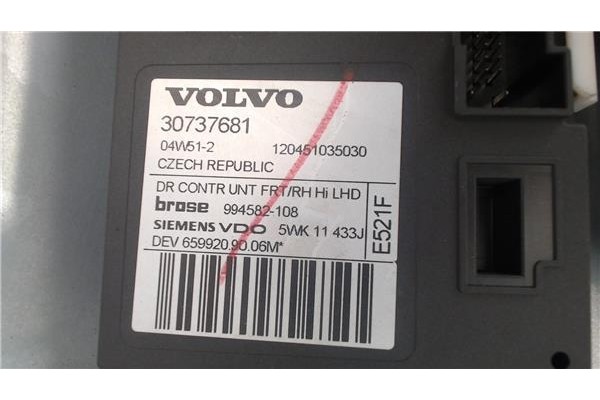 VOLVO
30737681
04W51-2 120451035030
CZECH REPUBLIC
DR CONTR UNT FRT/RH Hi LHD
brose 994582-108
SIEMENS VDO 5WK 11 433J
DEV 659920.90.06M*
E521F